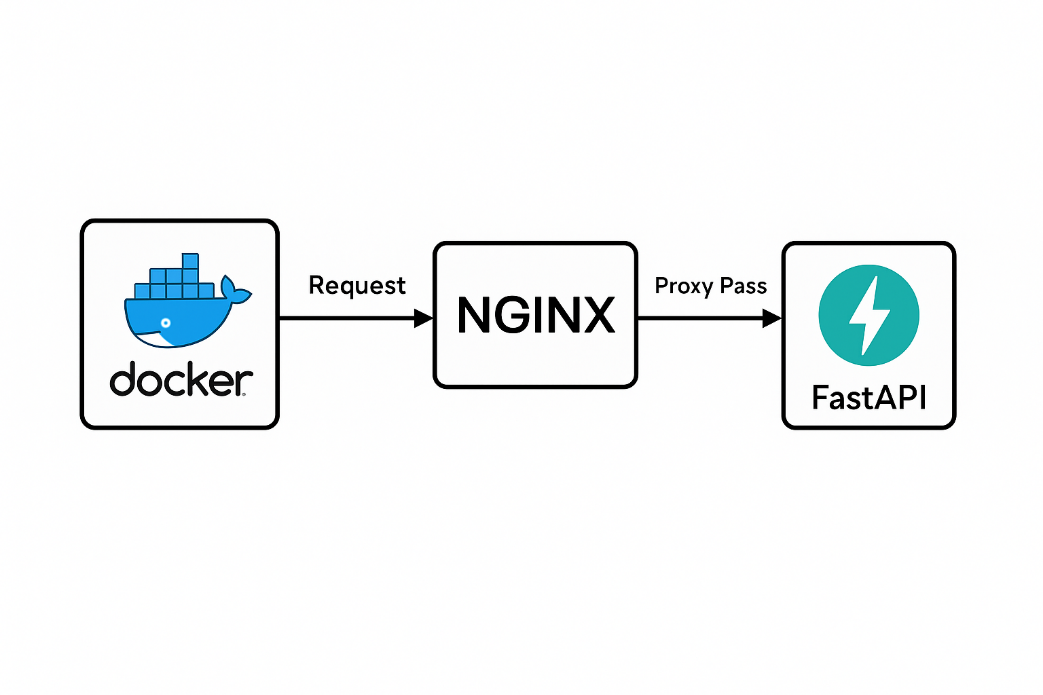 docker
Request
NGINX
Proxy Pass
FastAPI